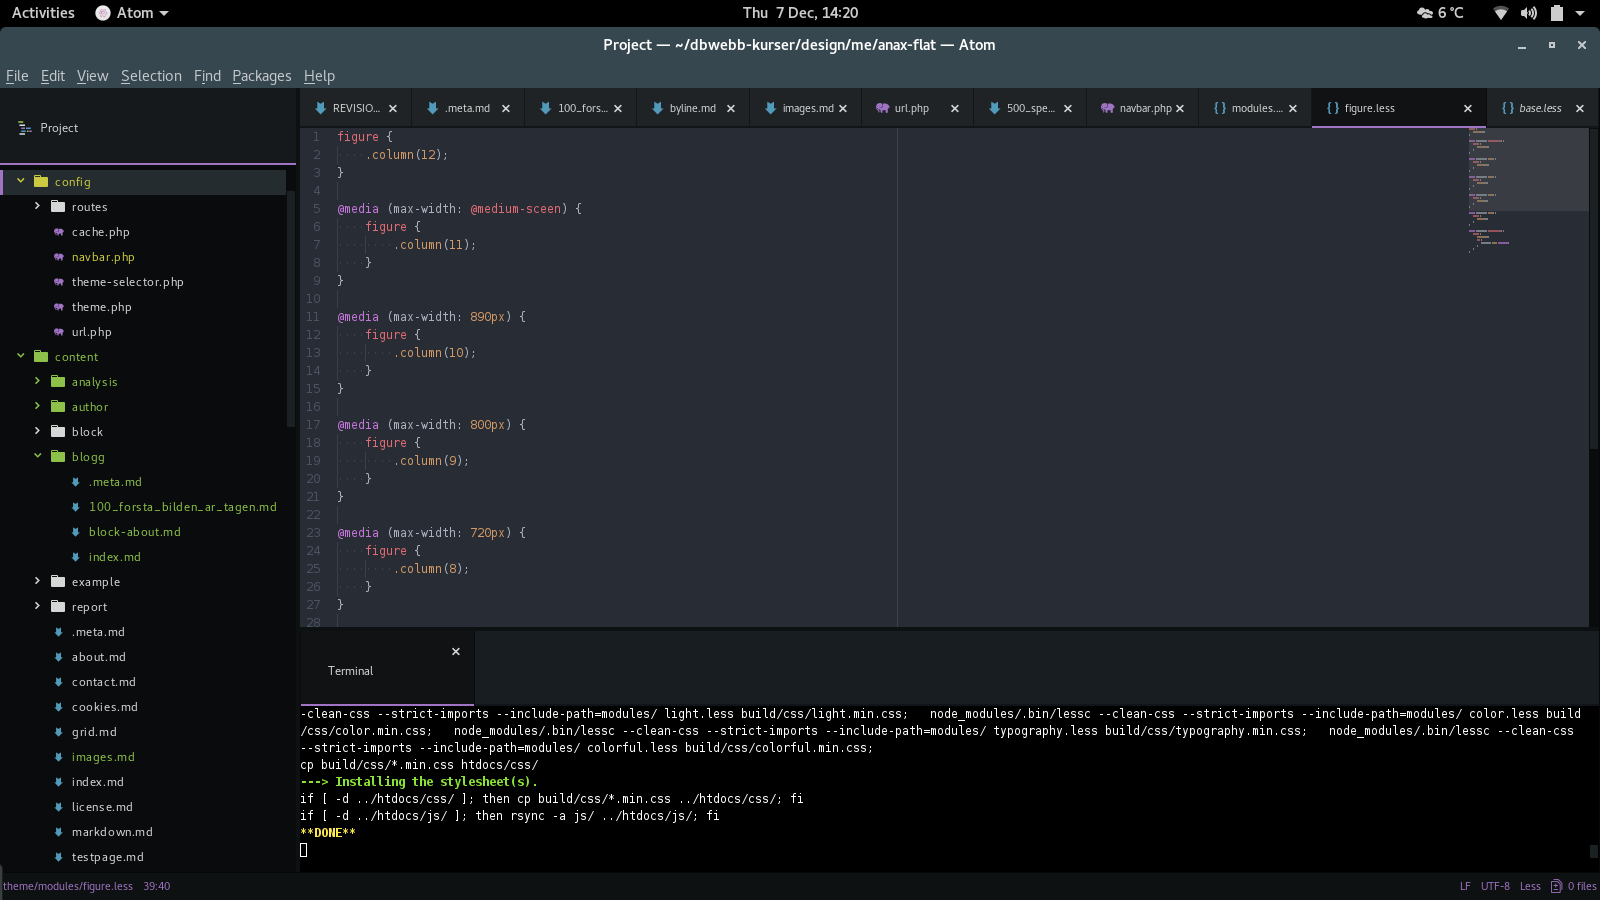 Activities Atom Thu 7 Dec, 14:20 6 °C
Project — ~/dbwebb-kurser/design/me/anax-flat — Atom
File Edit View Selection Find Packages Help
Project
REVISIO... .meta.md 100_fors... byline.md images.md url.php 500_spe... navbar.php modules.... figure.less base.less
config
routes
cache.php
navbar.php
theme-selector.php
theme.php
url.php
content
analysis
author
block
blogg
.meta.md
100_forsta_bilden_ar_tagen.md
block-about.md
index.md
example
report
.meta.md
about.md
contact.md
cookies.md
grid.md
images.md
index.md
license.md
markdown.md
testpage.md
1 figure {
2 .column(12);
3 }
4
5 @media (max-width: @medium-sceen) {
6 figure {
7 .column(11);
8 }
9 }
10
11 @media (max-width: 890px) {
12 figure {
13 .column(10);
14 }
15 }
16
17 @media (max-width: 800px) {
18 figure {
19 .column(9);
20 }
21 }
22
23 @media (max-width: 720px) {
24 figure {
25 .column(8);
26 }
27 }
28
Terminal
-clean-css --strict-imports --include-path=modules/ light.less build/css/light.min.css; node_modules/.bin/lessc --clean-css --strict-imports --include-path=modules/ color.less build
/css/color.min.css; node_modules/.bin/lessc --clean-css --strict-imports --include-path=modules/ typography.less build/css/typography.min.css; node_modules/.bin/lessc --clean-css
--strict-imports --include-path=modules/ colorful.less build/css/colorful.min.css;
cp build/css/*.min.css htdocs/css/
---> Installing the stylesheet(s).
if [ -d ../htdocs/css/ ]; then cp build/css/*.min.css ../htdocs/css/; fi
if [ -d ../htdocs/js/ ]; then rsync -a js/ ../htdocs/js/; fi
**DONE**
theme/modules/figure.less 39:40 LF UTF-8 Less 0 files